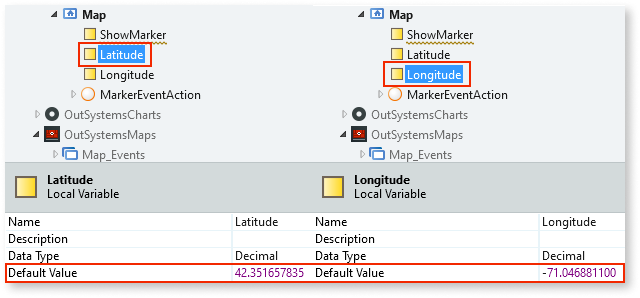 Map
ShowMarker
Latitude
Longitude
MarkerEventAction
OutSystemsCharts
OutSystemsMaps
Map_Events
Latitude
Local Variable
Name Latitude
Description
Data Type Decimal
Default Value 42.351657835
Map
ShowMarker
Latitude
Longitude
MarkerEventAction
OutSystemsCharts
OutSystemsMaps
Map_Events
Longitude
Local Variable
Name Longitude
Description
Data Type Decimal
Default Value -71.046881100